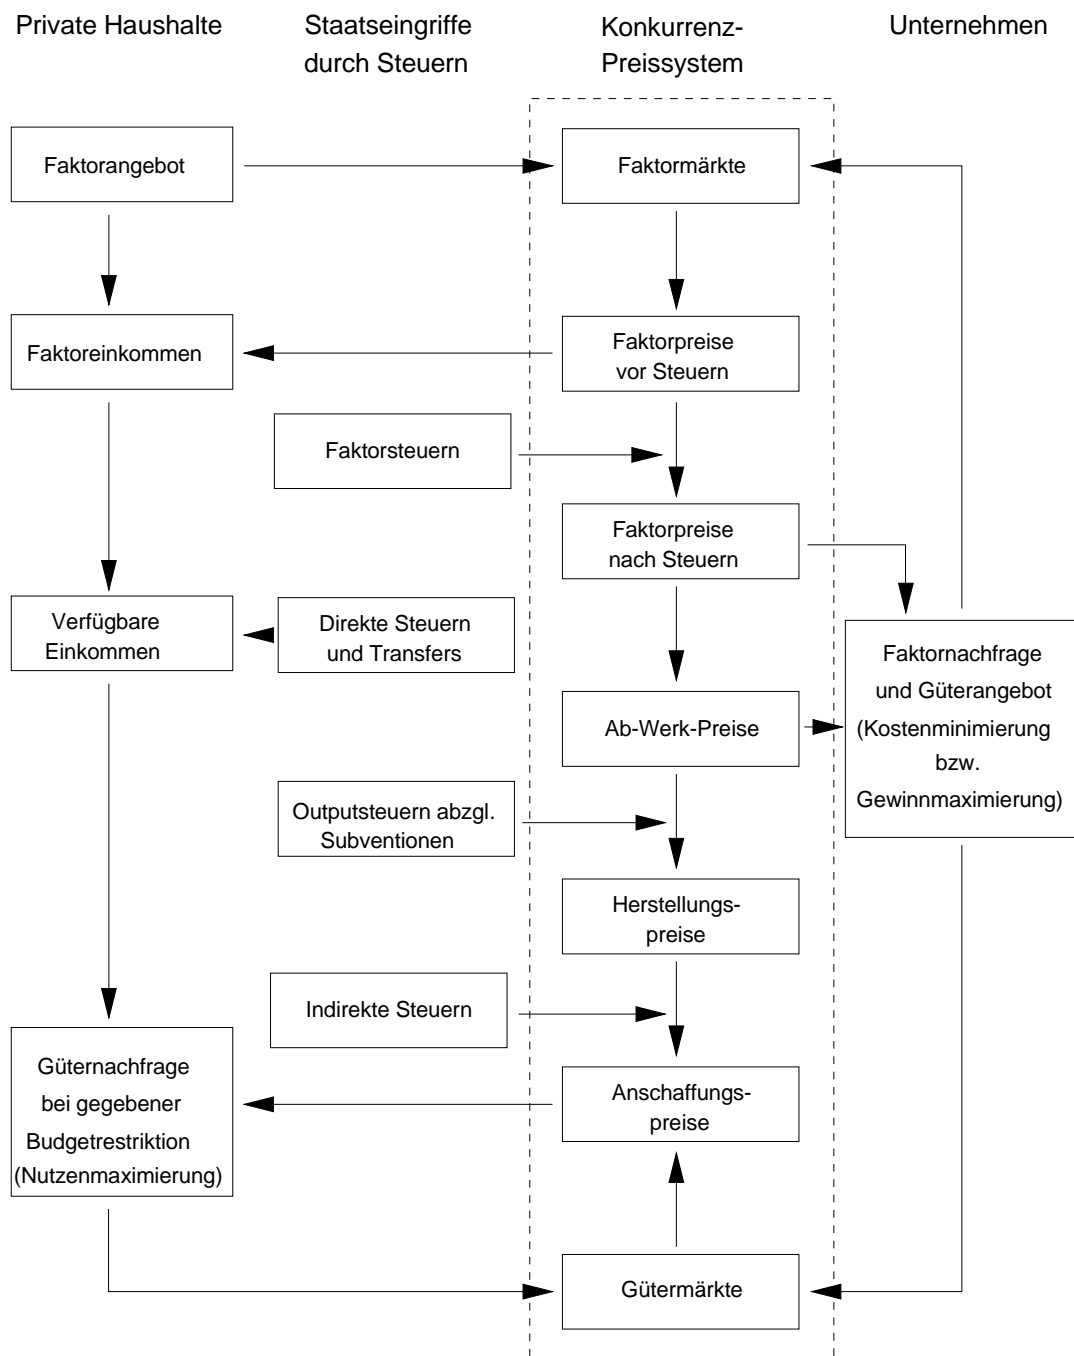 Private Haushalte
Staatseingriffe
durch Steuern
Konkurrenz-
Preissystem
Unternehmen
Faktorangebot
Faktormärkte
Faktoreinkommen
Faktorpreise
vor Steuern
Faktorsteuern
Faktorpreise
nach Steuern
Verfügbare
Einkommen
Direkte Steuern
und Transfers
Faktornachfrage
und Güterangebot
(Kostenminimierung
bzw.
Gewinnmaximierung)
Ab-Werk-Preise
Outputsteuern abzgl.
Subventionen
Herstellungs-
preise
Indirekte Steuern
Güternachfrage
bei gegebener
Budgetrestriktion
(Nutzenmaximierung)
Anschaffungs-
preise
Gütermärkte